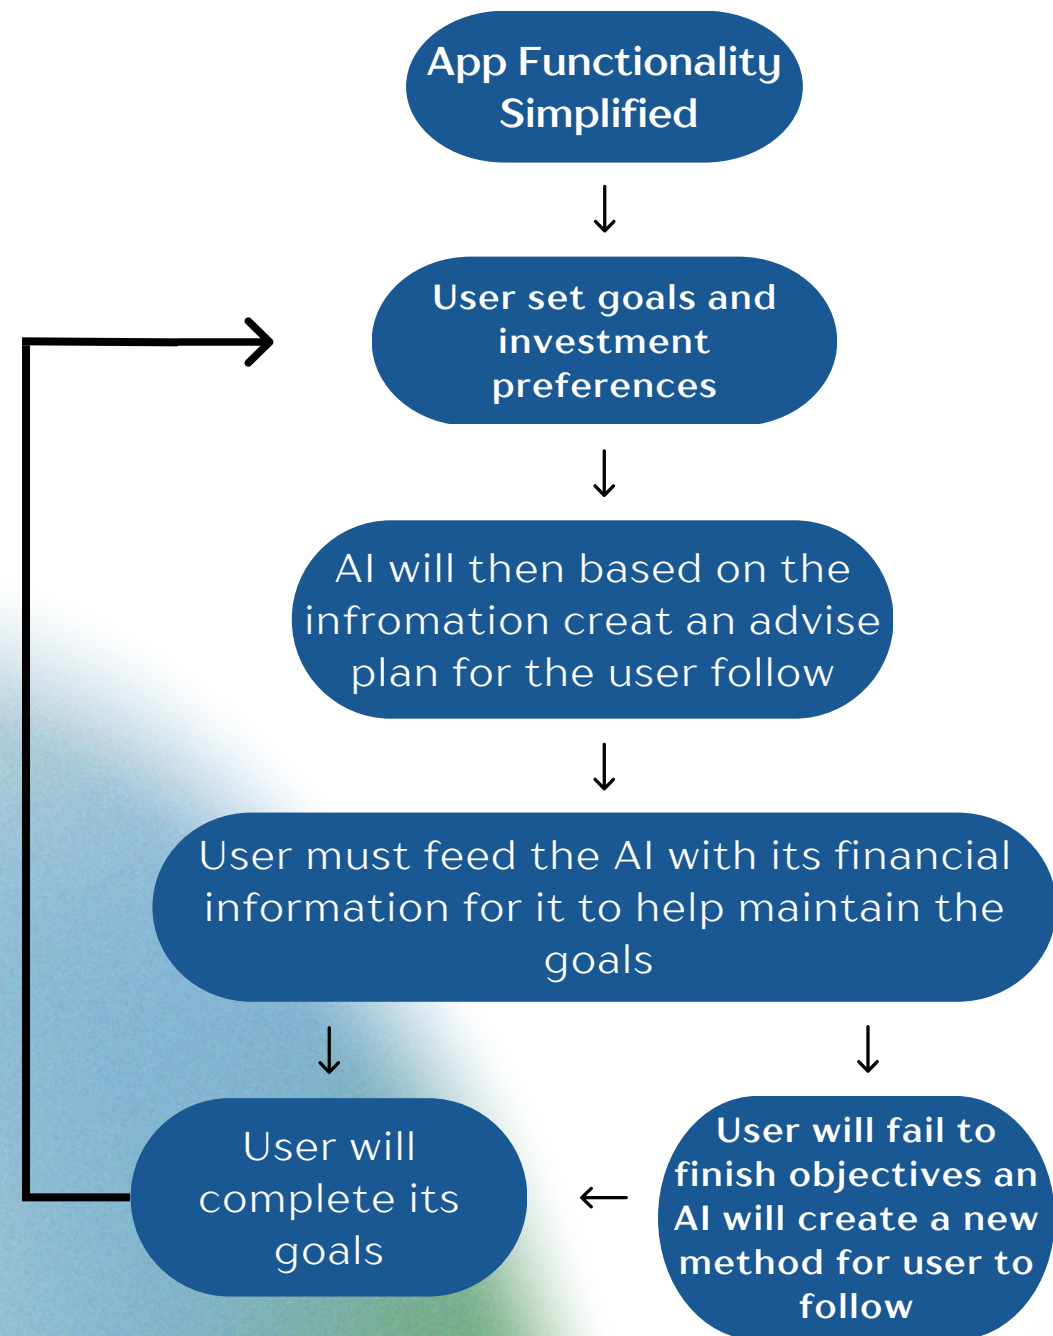 App Functionality
Simplified
User set goals and
investment
preferences
AI will then based on the
infromation creat an advise
plan for the user follow
User must feed the AI with its financial
information for it to help maintain the
goals
User will
complete its
goals
User will fail to
finish objectives an
AI will create a new
method for user to
follow